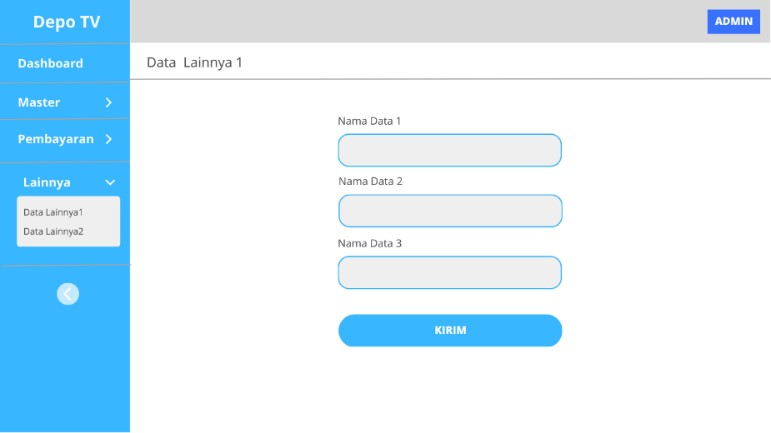 Depo TV
ADMIN
Dashboard
Master
Pembayaran
Lainnya
Data Lainnya1
Data Lainnya2
Data Lainnya 1
Nama Data 1
Nama Data 2
Nama Data 3
KIRIM